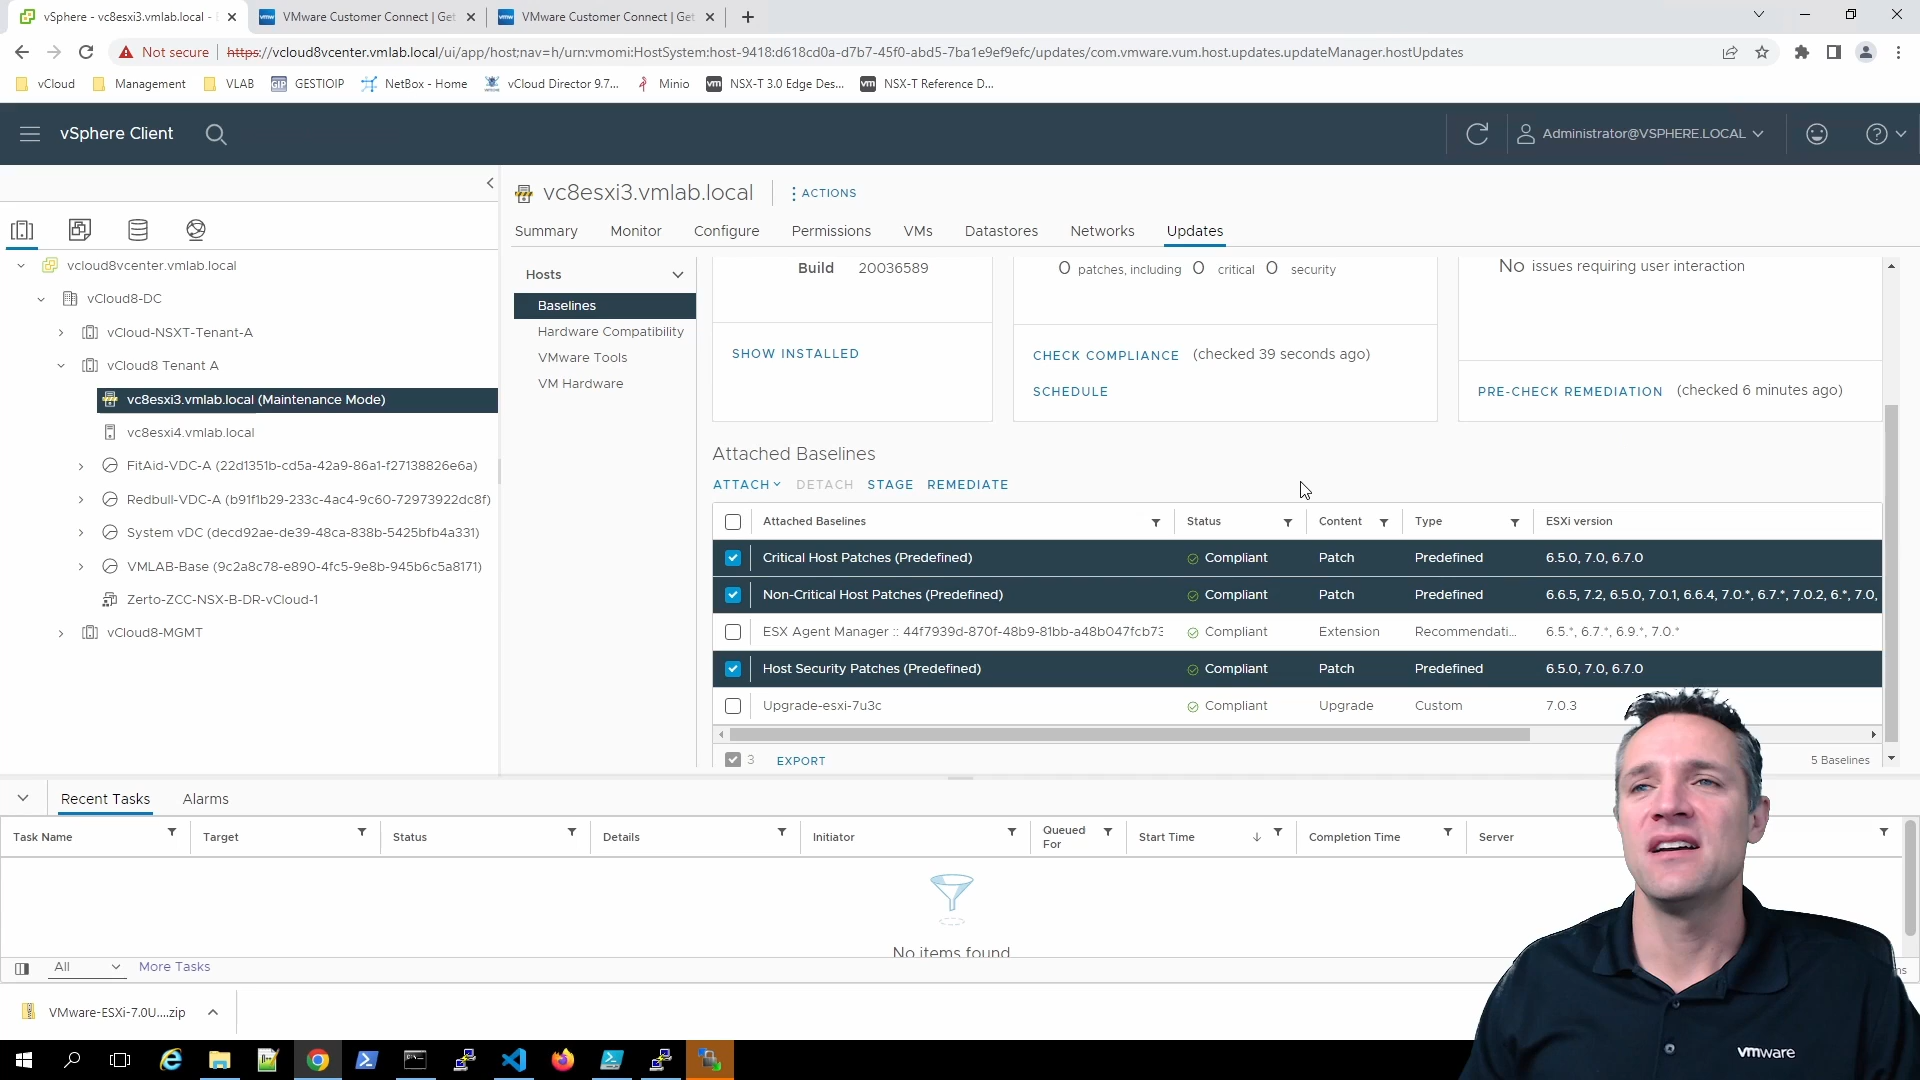 vSphere - vc8esxi3.vmlab.local -
VMware Customer Connect | Get
VMware Customer Connect | Get
Not secure
https://vcloud8vcenter.vmlab.local/ui/app/host;nav=h/urn:vmomi:HostSystem:host-9418:d618cd0a-d7b7-45f0-abd5-7ba1e9ef9efc/updates/com.vmware.vum.host.updates.updateManager.hostUpdates
vCloud
Management
VLAB
GESTIOIP
NetBox - Home
vCloud Director 9.7...
Minio
NSX-T 3.0 Edge Des...
NSX-T Reference D...
vSphere Client
Administrator@VSPHERE.LOCAL
vc8esxi3.vmlab.local
ACTIONS
Summary
Monitor
Configure
Permissions
VMs
Datastores
Networks
Updates
vcloud8vcenter.vmlab.local
vCloud8-DC
vCloud-NSXT-Tenant-A
vCloud8 Tenant A
vc8esxi3.vmlab.local (Maintenance Mode)
vc8esxi4.vmlab.local
FitAid-VDC-A (22d1351b-cd5a-42a9-86a1-f27138826e6a)
Redbull-VDC-A (b91f1b29-233c-4ac4-9c60-72973922dc8f)
System vDC (decd92ae-de39-48ca-838b-5425bfb4a331)
VMLAB-Base (9c2a8c78-e890-4fc5-9e8b-945b6c5a8171)
Zerto-ZCC-NSX-B-DR-vCloud-1
vCloud8-MGMT
Hosts
Baselines
Hardware Compatibility
VMware Tools
VM Hardware
Build 20036589
SHOW INSTALLED
0 patches, including 0 critical 0 security
CHECK COMPLIANCE (checked 39 seconds ago)
SCHEDULE
No issues requiring user interaction
PRE-CHECK REMEDIATION (checked 6 minutes ago)
Attached Baselines
ATTACH DETACH STAGE REMEDIATE
Attached Baselines Status Content Type ESXi version
Critical Host Patches (Predefined) Compliant Patch Predefined 6.5.0, 7.0, 6.7.0
Non-Critical Host Patches (Predefined) Compliant Patch Predefined 6.6.5, 7.2, 6.5.0, 7.0.1, 6.6.4, 7.0.*, 6.7.*, 7.0.2, 6.*, 7.0,
ESX Agent Manager :: 44f7939d-870f-48b9-81bb-a48b047fcb73 Compliant Extension Recommendati... 6.5.*, 6.7.*, 6.9.*, 7.0.*
Host Security Patches (Predefined) Compliant Patch Predefined 6.5.0, 7.0, 6.7.0
Upgrade-esxi-7u3c Compliant Upgrade Custom 7.0.3
3 EXPORT 5 Baselines
Recent Tasks
Alarms
Task Name Target Status Details Initiator Queued For Start Time Completion Time Server
No items found
All More Tasks
VMware-ESXi-7.0U....zip
vmware